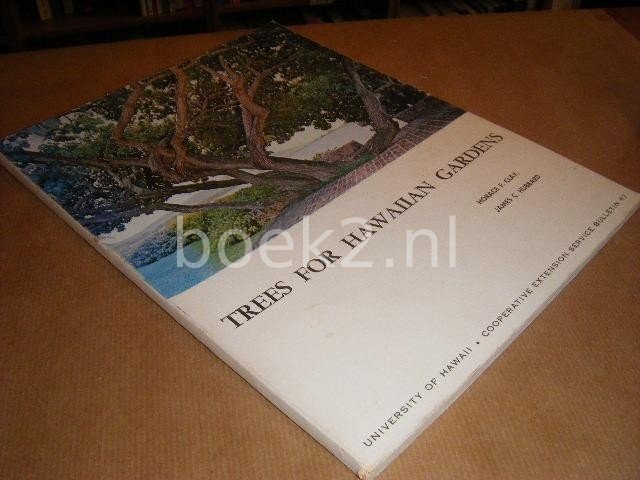 TREES FOR HAWAIIAN GARDENS
HORACE F. CLAY
JAMES C. HUBBARD
UNIVERSITY OF HAWAII • COOPERATIVE EXTENSION SERVICE BULLETIN 67
boek2.nl